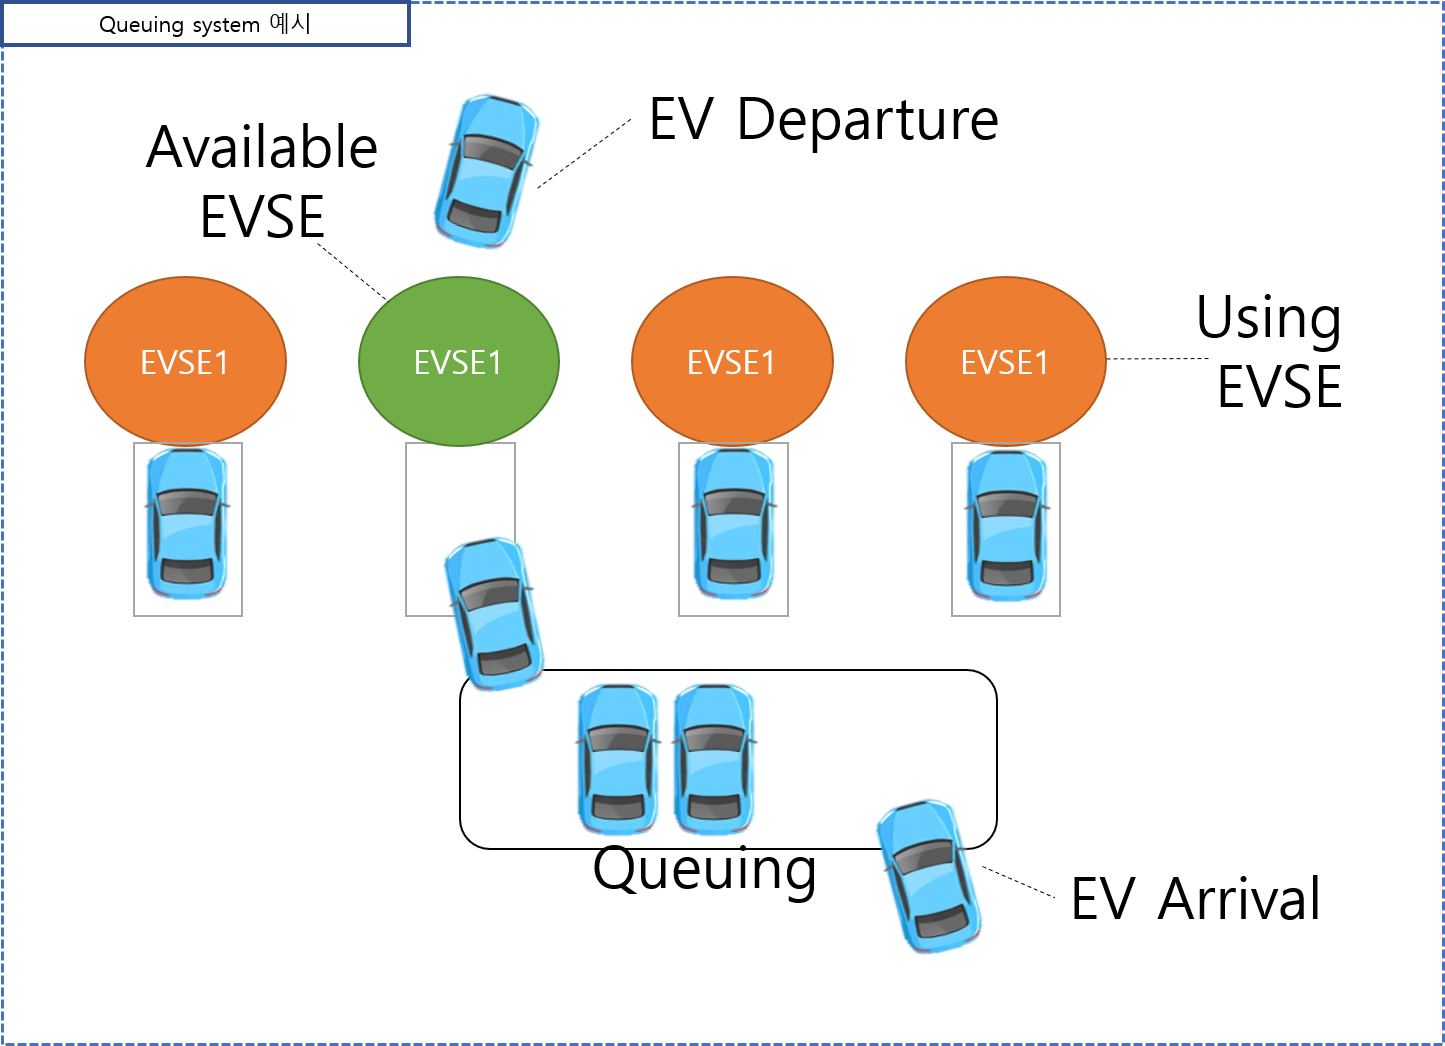 Queuing system 예시
EV Departure
Available
EVSE
EVSE1
EVSE1
EVSE1
EVSE1
Using
EVSE
Queuing
EV Arrival